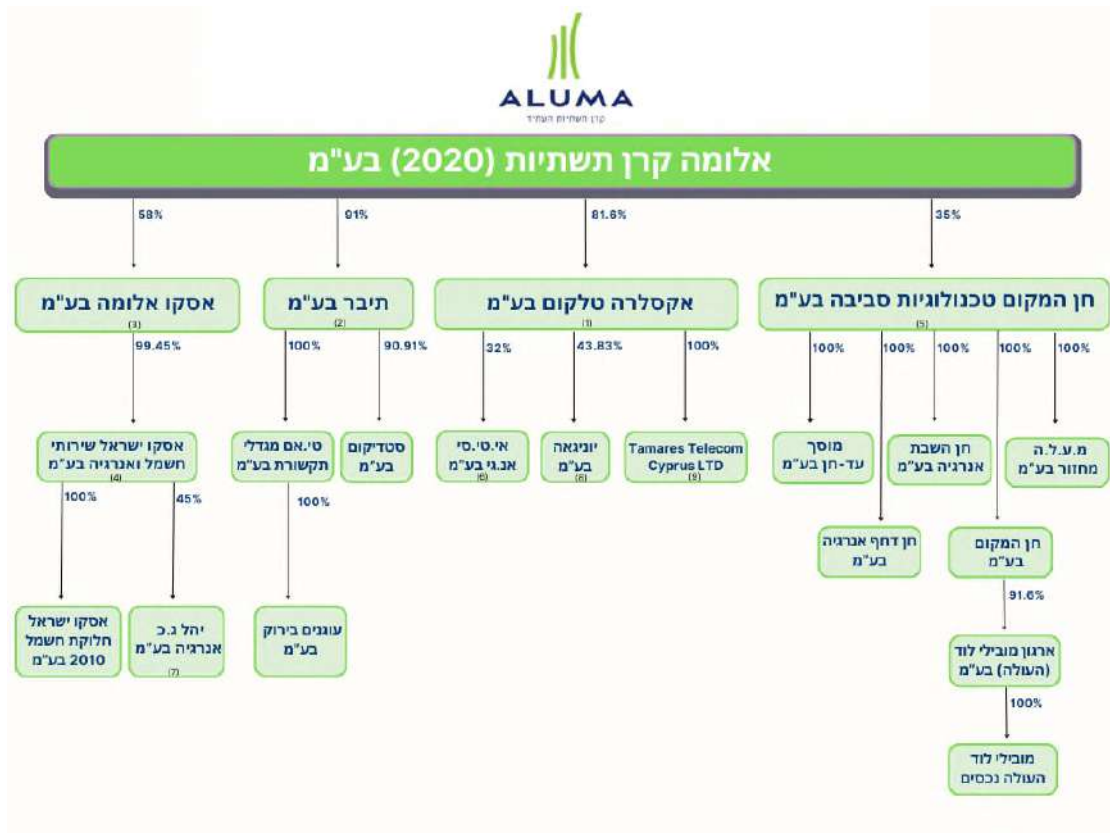 ALUMA
קרן תשתיות העתיד
אלומה קרן תשתיות (2020) בע"מ
35%
81.6%
91%
58%
חן המקום טכנולוגיות סביבה בע"מ
(5)
אקסלרה טלקום בע"מ
(1)
תיבר בע"מ
(2)
אסקו אלומה בע"מ
(3)
100%
100%
100%
100%
100%
100%
43.83%
32%
90.91%
100%
99.45%
מ.ע.ל.ה
מחזור בע"מ
חן השבת
אנרגיה בע"מ
מוסך
עד-חן בע"מ
Tamares Telecom
Cyprus LTD
(9)
יוניגאה
בע"מ
(8)
אי.טי.סי
אנ.גי בע"מ
(6)
סטדיקום
בע"מ
טי.אם מגדלי
תקשורת בע"מ
אסקו ישראל שירותי
חשמל ואנרגיה בע"מ
(4)
100%
45%
100%
חן המקום
בע"מ
חן דחף אנרגיה
בע"מ
91.6%
ארגון מובילי לוד
(העולה) בע"מ
עוגנים בירוק
בע"מ
יהל ג.כ
אנרגיה בע"מ
(7)
אסקו ישראל
חלוקת חשמל
2010 בע"מ
100%
מובילי לוד
העולה נכסים